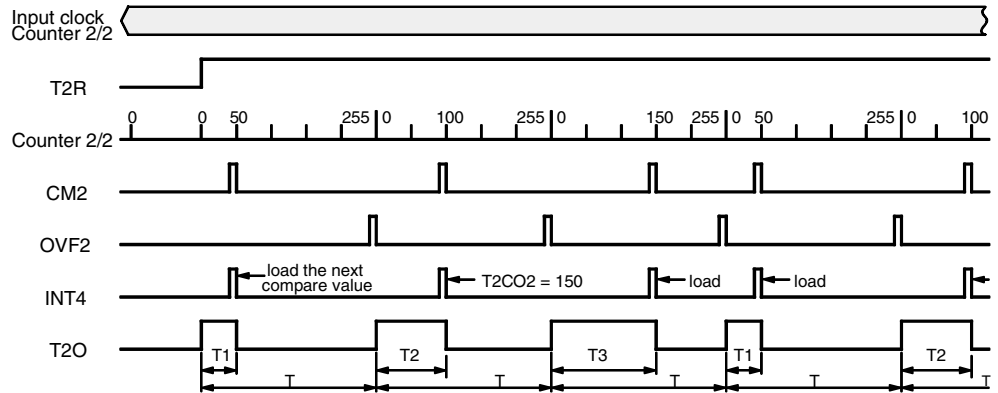 Input clock
Counter 2/2
T2R
0 0 50 255 0 100 255 0 150 255 0 50 255 0 100
Counter 2/2
CM2
OVF2
INT4
load the next
compare value
T2CO2 = 150
load
load
T2O
T1 T2 T3 T1 T2
T T T T T